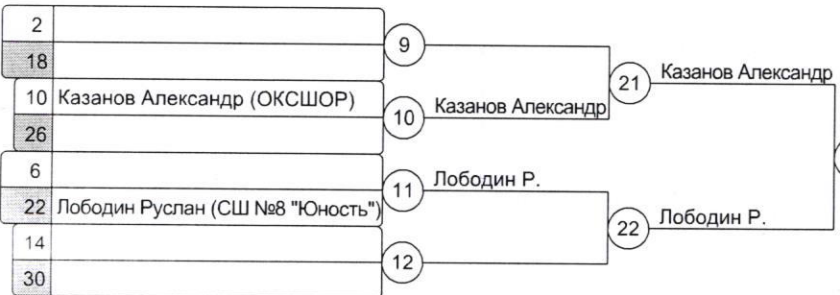 2
18
9
10 Казанов Александр (ОКСШОР)
26
10
Казанов Александр
21
Казанов Александр
6
22 Лободин Руслан (СШ №8 "Юность")
11
Лободин Р.
14
30
12
22
Лободин Р.